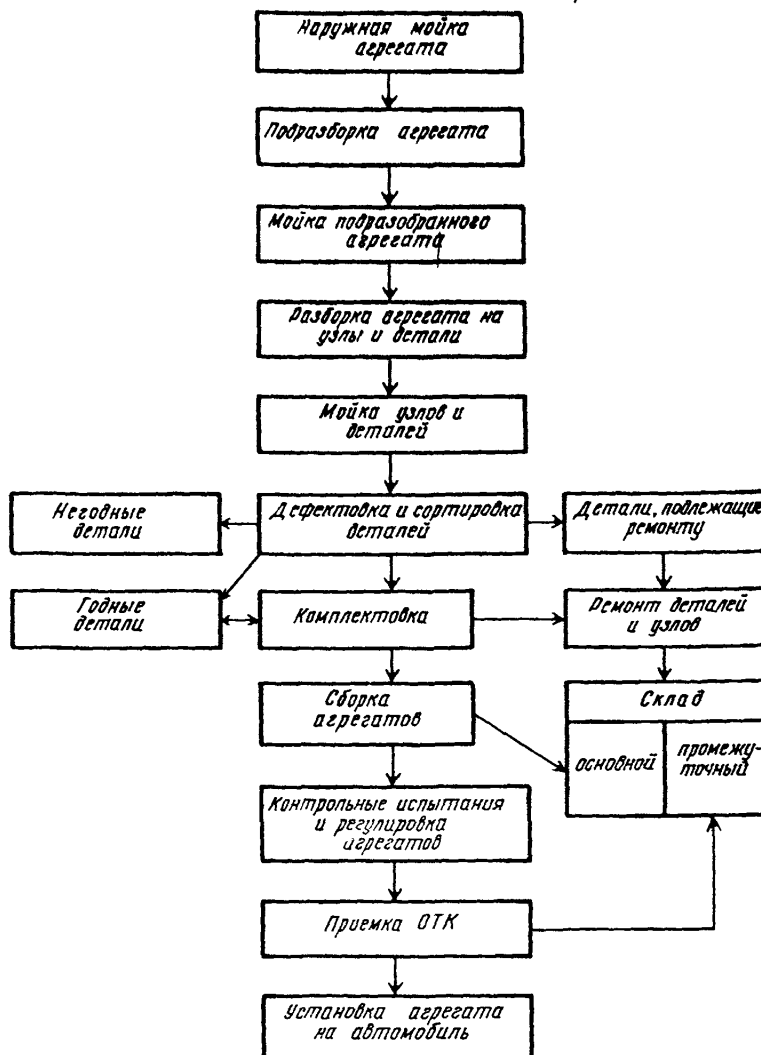 Наружная мойка
агрегата
Подразборка агрегата
Мойка подразобранного
агрегата
Разборка агрегата на
узлы и детали
Мойка узлов и
деталей
Негодные
детали
Дефектовка и сортировка
деталей
Детали, подлежащие
ремонту
Годные
детали
Комплектовка
Ремонт деталей
и узлов
Сборка
агрегатов
Склад
основной
промежу-
точный
Контрольные испытания
и регулировка
агрегатов
Приемка ОТК
Установка агрегата
на автомобиль